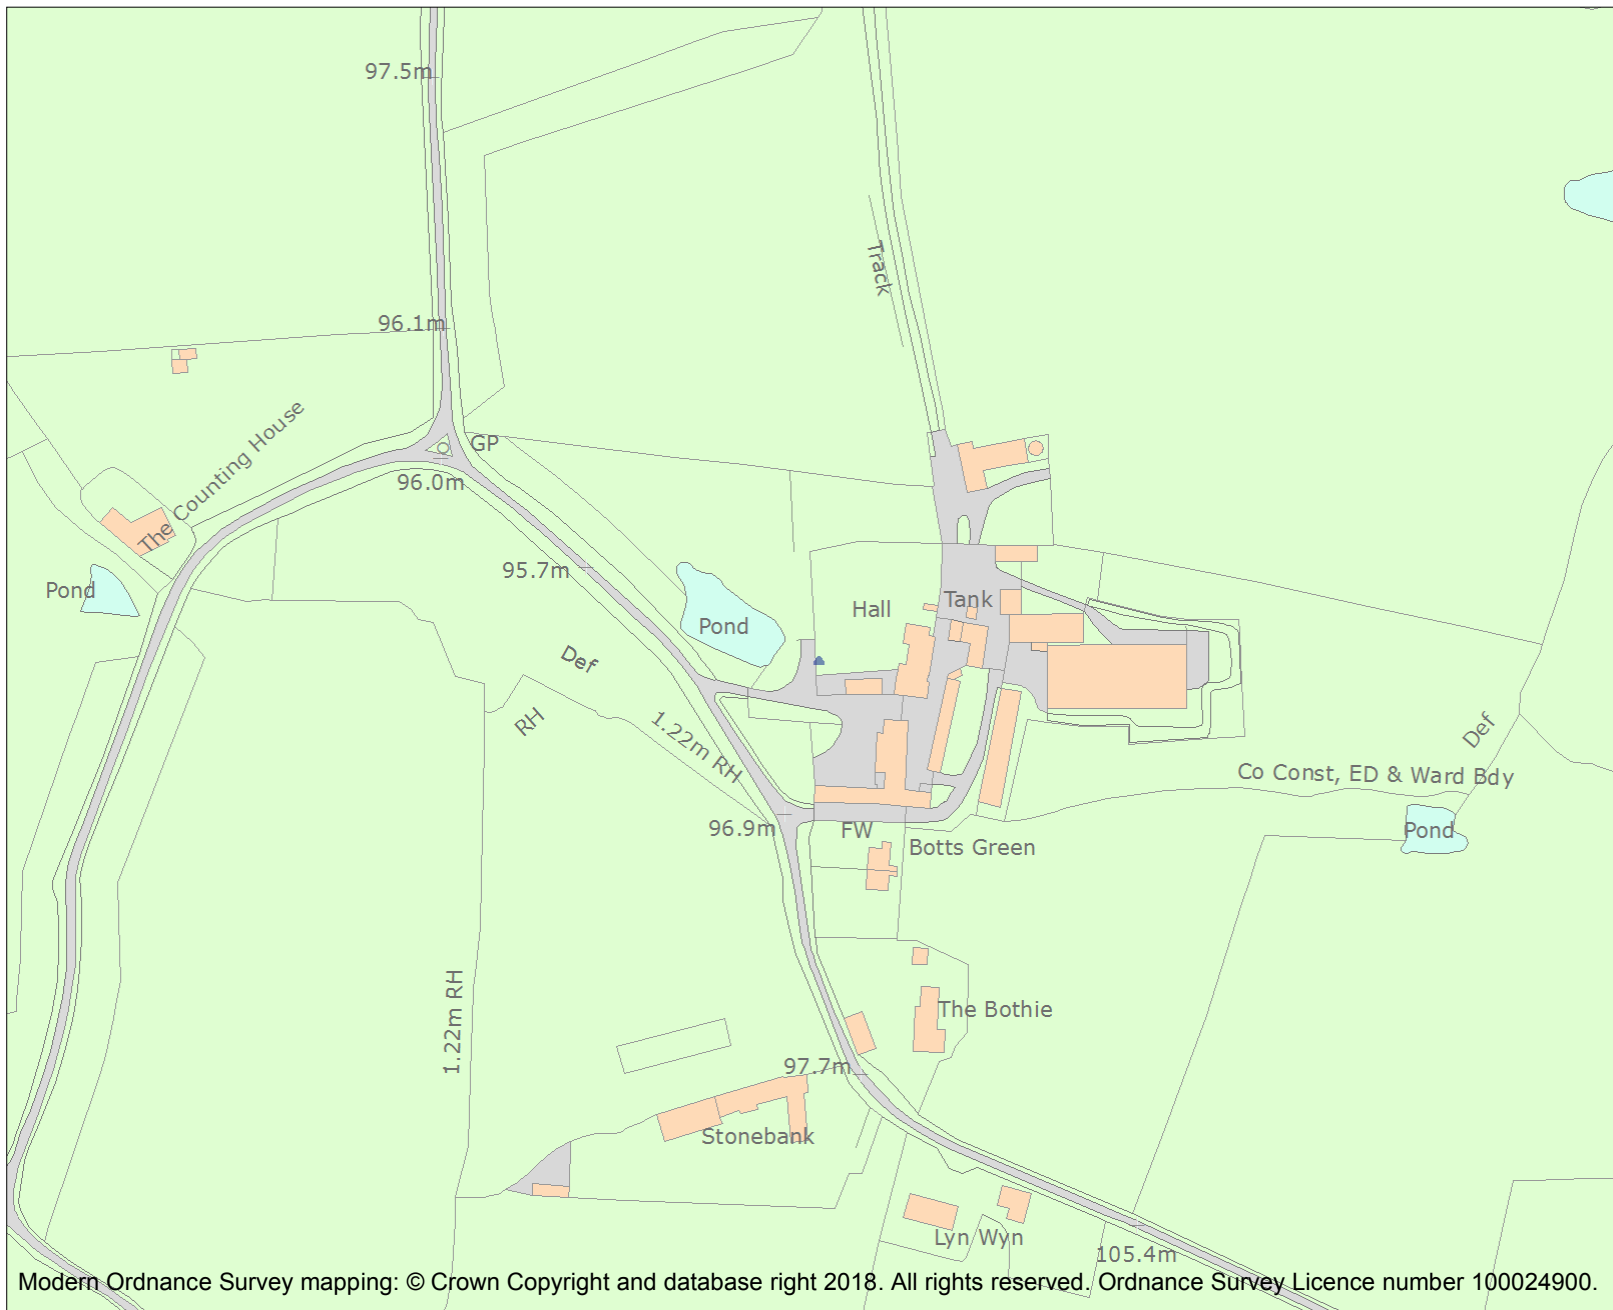 97.5m
Track
96.1m
The Counting House
GP
96.0m
95.7m
Pond
Hall
Tank
Pond
Def
RH
1.22m RH
Def
Co Const, ED & Ward Bdy
96.9m
FW
Pond
Botts Green
1.22m RH
The Bothie
97.7m
Stonebank
Lyn Wyn
105.4m
Modern Ordnance Survey mapping: © Crown Copyright and database right 2018. All rights reserved. Ordnance Survey Licence number 100024900.